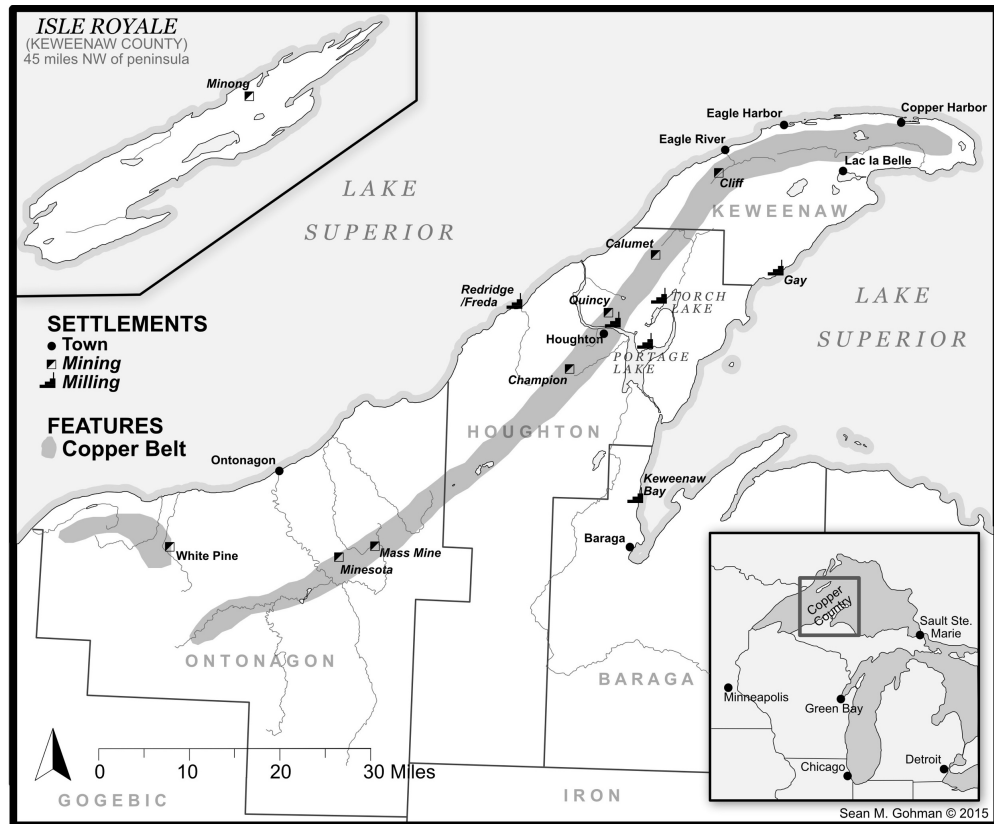 ISLE ROYALE
(KEWEENAW COUNTY)
45 miles NW of peninsula
Minong
Eagle Harbor
Copper Harbor
Eagle River
Lac la Belle
Cliff
LAKE
SUPERIOR
KEWEENAW
Calumet
Gay
Redridge
/Freda
Quincy
TORCH
LAKE
LAKE
SUPERIOR
SETTLEMENTS
Town
Mining
Milling
Houghton
PORTAGE
LAKE
Champion
FEATURES
Copper Belt
HOUGHTON
Ontonagon
Keweenaw
Bay
Baraga
White Pine
Mass Mine
Minesota
ONTONAGON
BARAGA
Copper
Country
Sault Ste.
Marie
Minneapolis
Green Bay
Chicago
Detroit
0 10 20 30 Miles
GOGEBIC
IRON
Sean M. Gohman © 2015